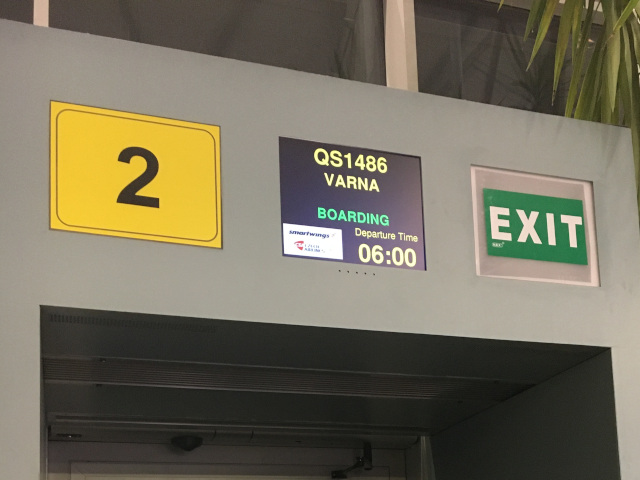 2
QS1486
VARNA
BOARDING
smartwings
Departure Time
06:00
EXIT